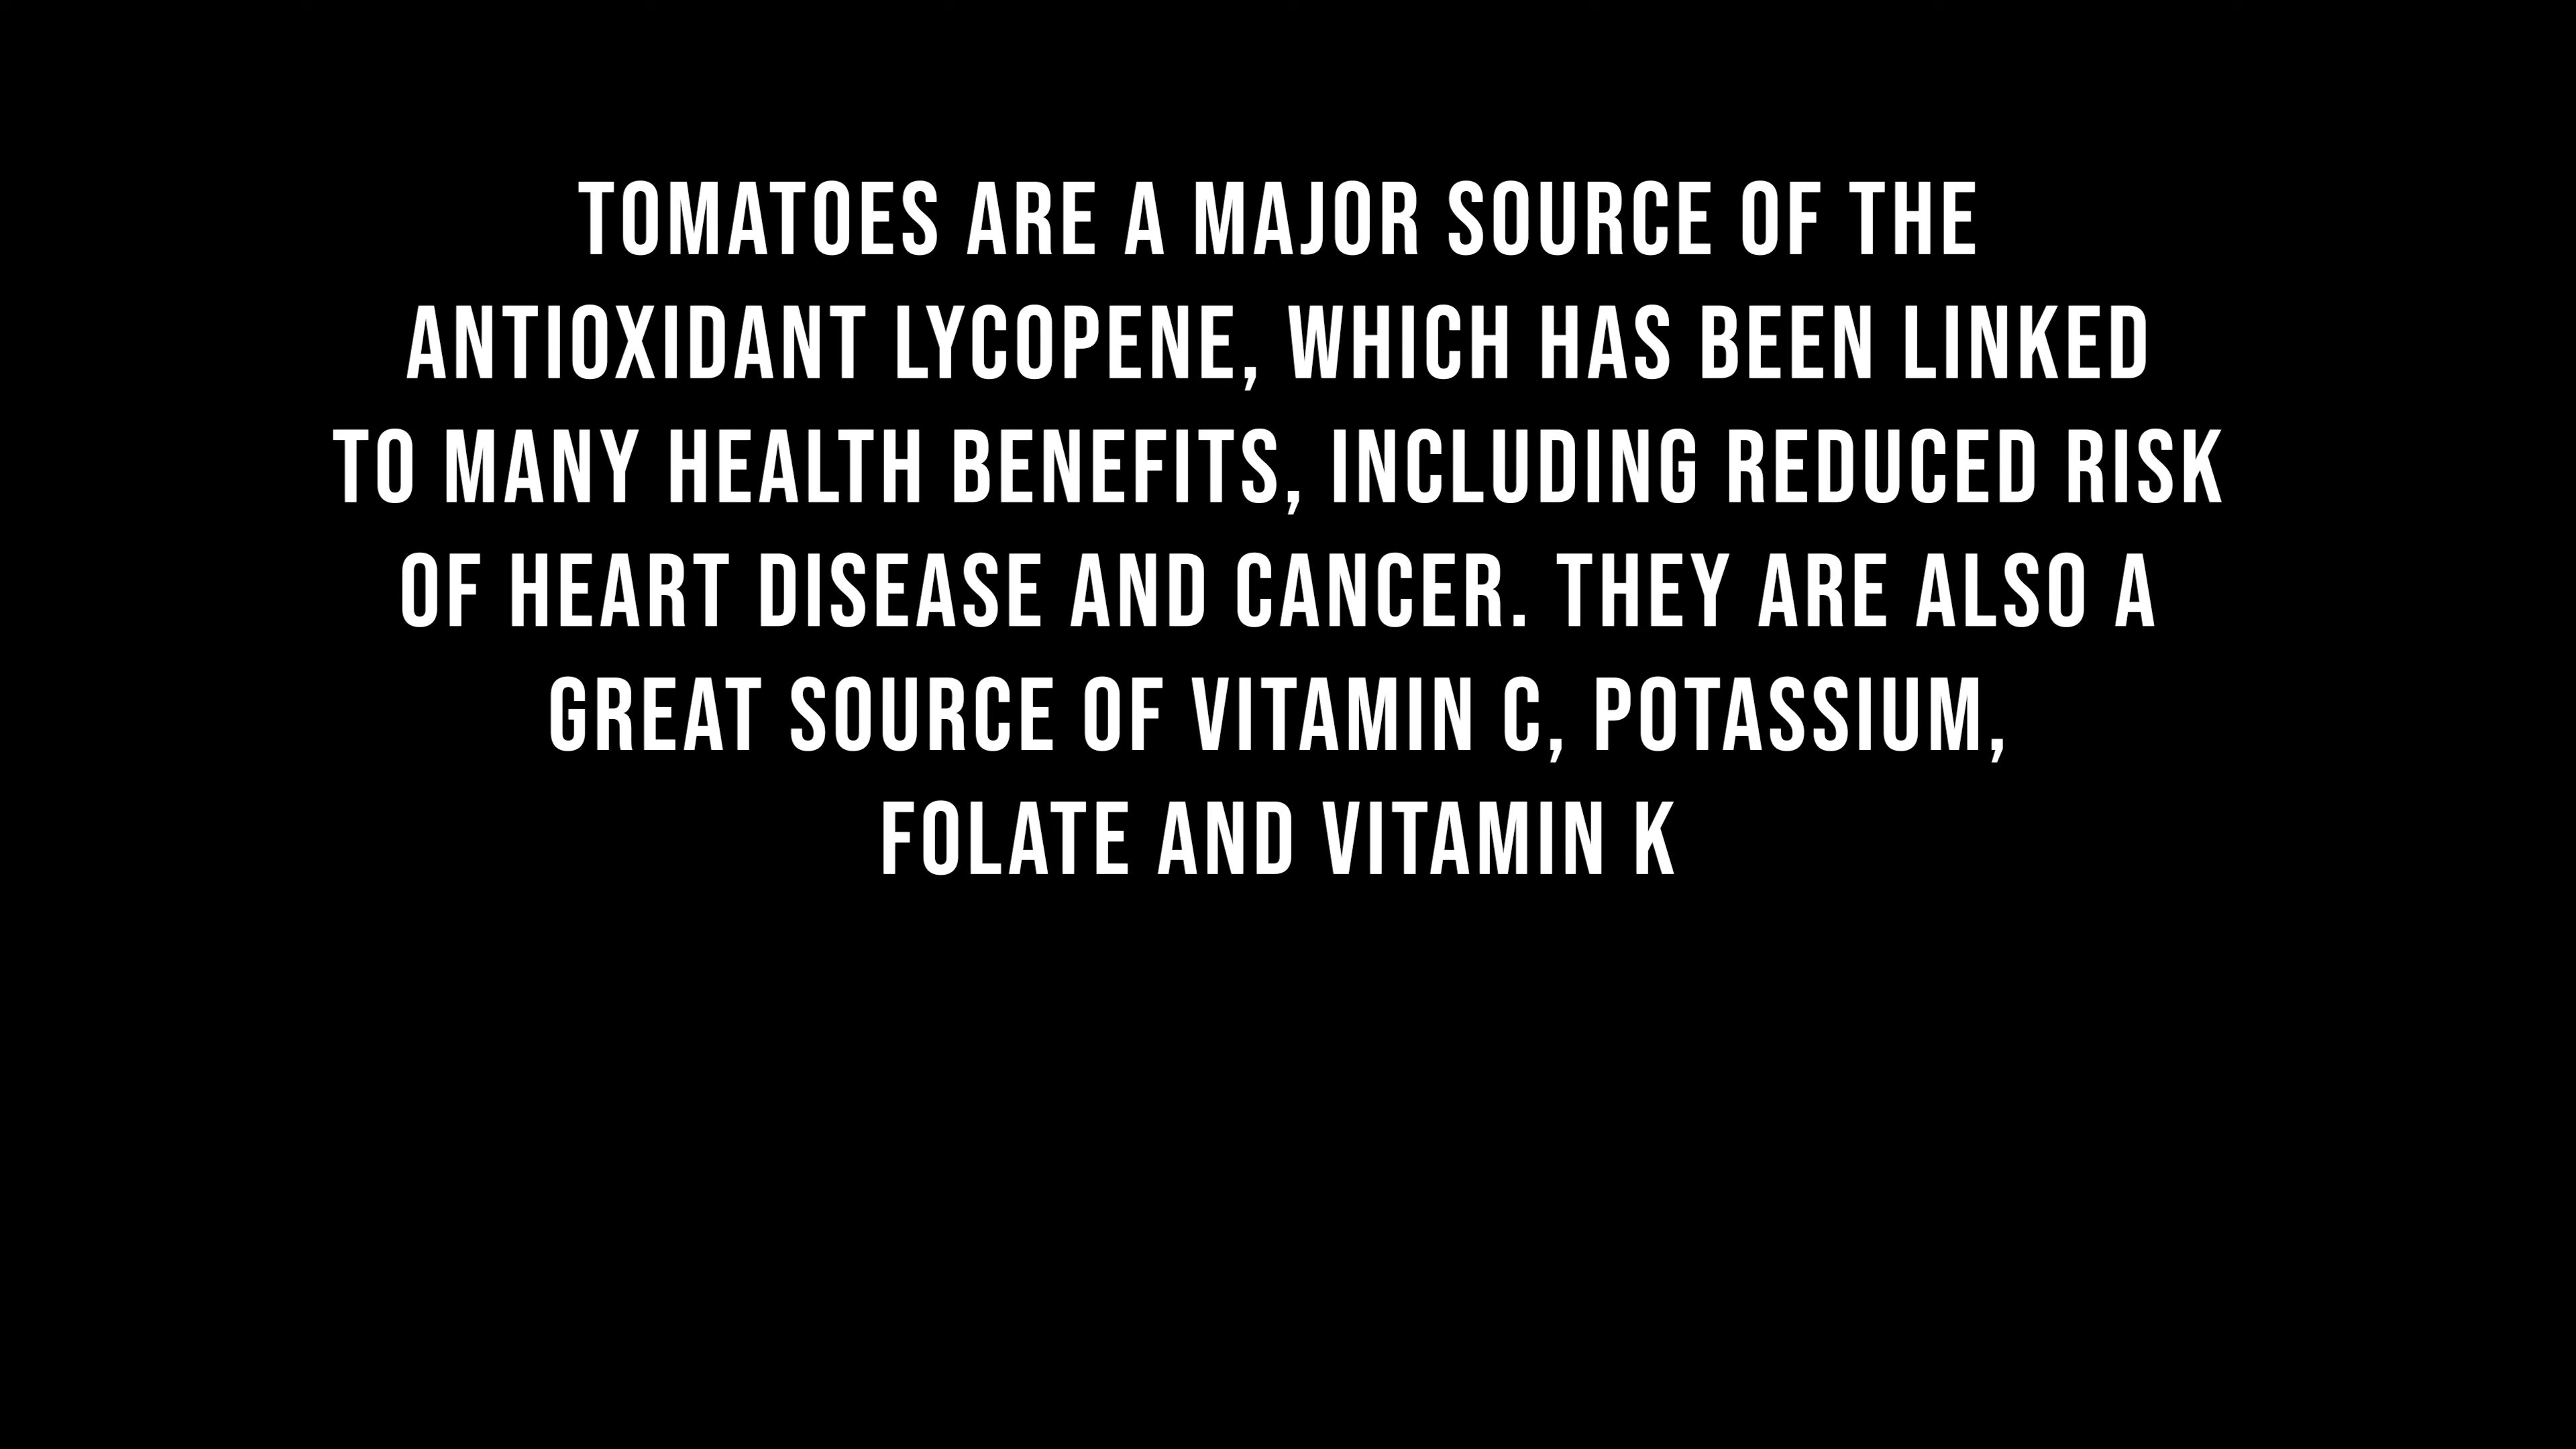 TOMATOES ARE A MAJOR SOURCE OF THE
ANTIOXIDANT LYCOPENE, WHICH HAS BEEN LINKED
TO MANY HEALTH BENEFITS, INCLUDING REDUCED RISK
OF HEART DISEASE AND CANCER. THEY ARE ALSO A
GREAT SOURCE OF VITAMIN C, POTASSIUM,
FOLATE AND VITAMIN K